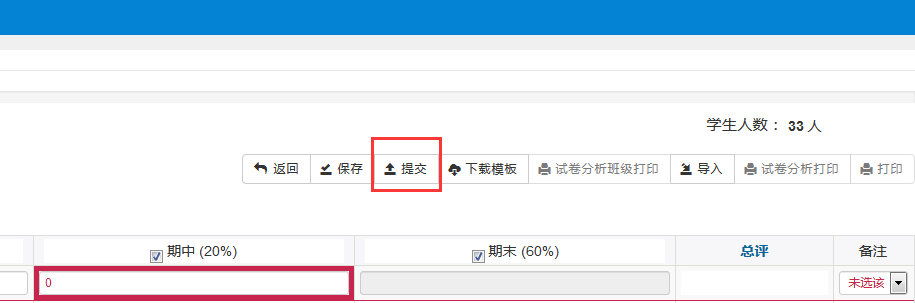 学生人数： 33 人
返回 保存 提交 下载模板 试卷分析班级打印 导入 试卷分析打印 打印
期中 (20%) 期末 (60%) 总评 备注
0 未选该